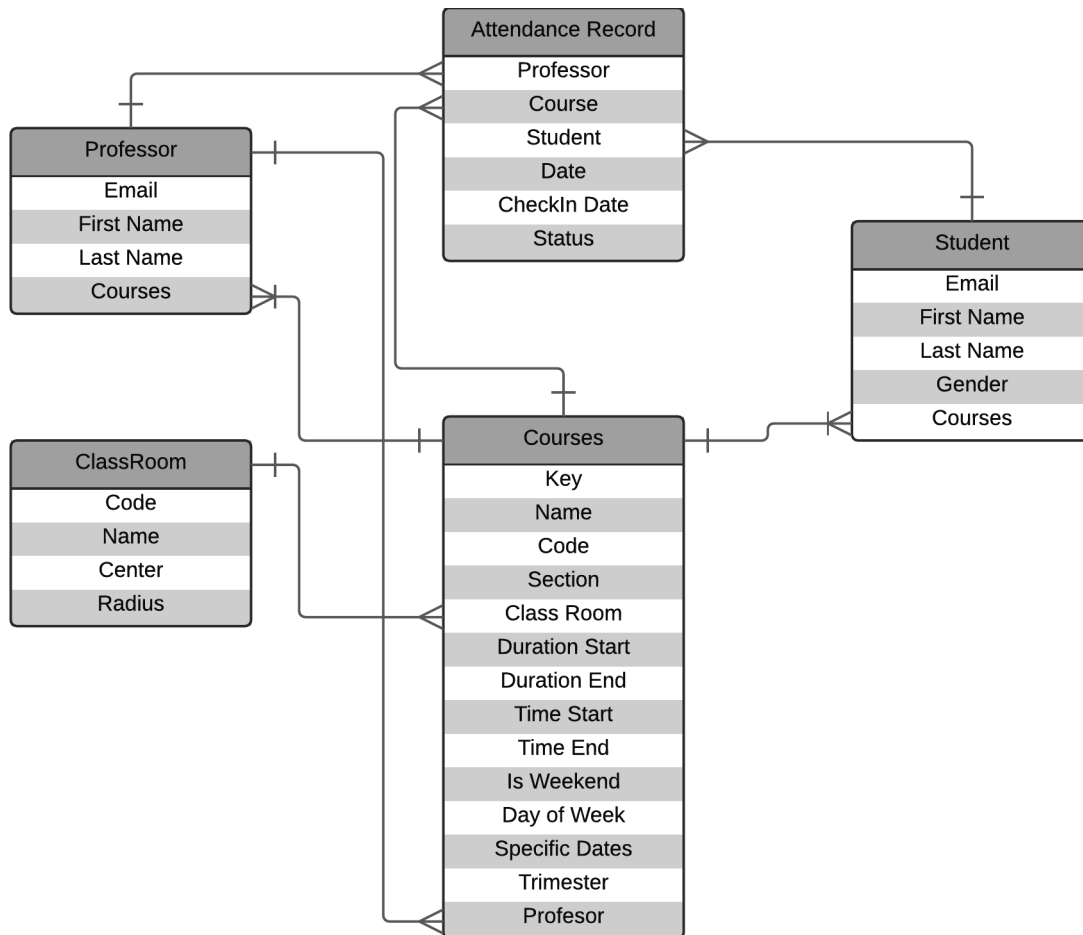 Attendance Record
Professor
Course
Student
Date
CheckIn Date
Status
Professor
Email
First Name
Last Name
Courses
Student
Email
First Name
Last Name
Gender
Courses
ClassRoom
Code
Name
Center
Radius
Courses
Key
Name
Code
Section
Class Room
Duration Start
Duration End
Time Start
Time End
Is Weekend
Day of Week
Specific Dates
Trimester
Profesor